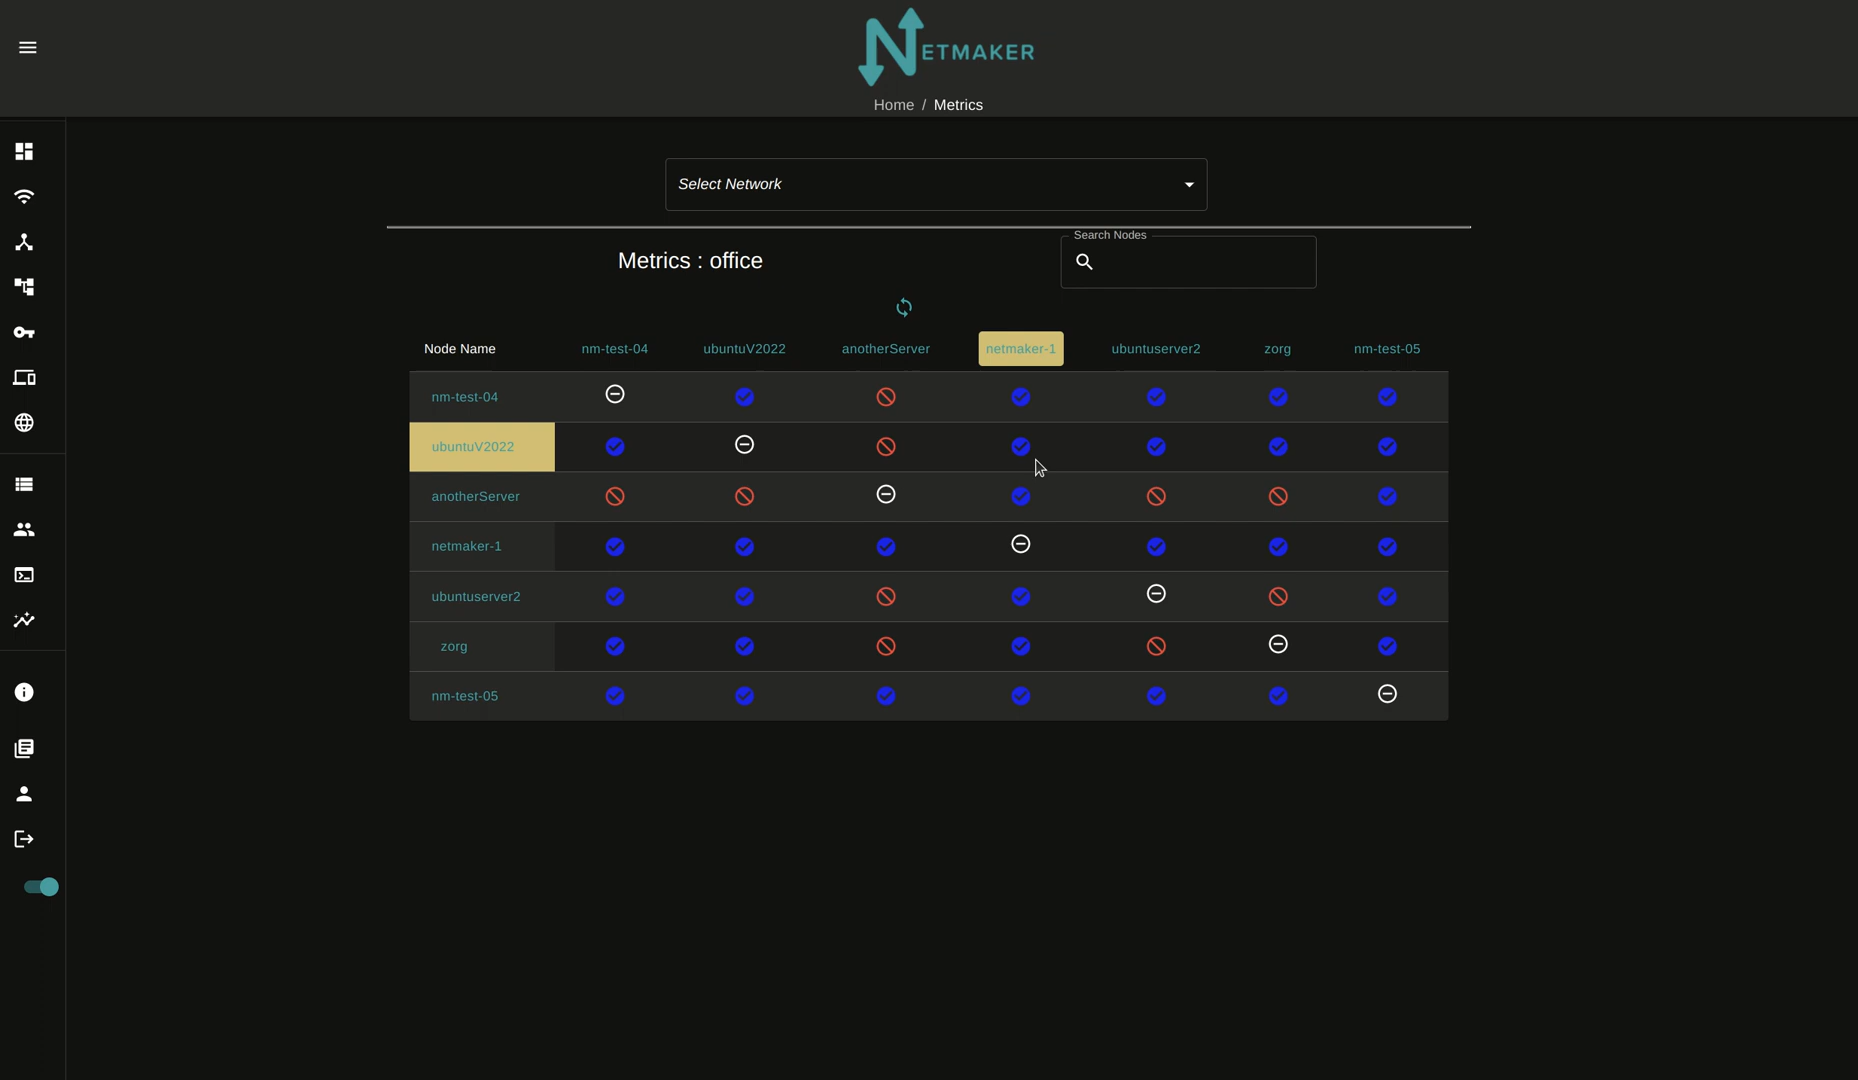 NETMAKER
Home / Metrics
Select Network
Search Nodes
Metrics : office
Node Name nm-test-04 ubuntuV2022 anotherServer netmaker-1 ubuntuserver2 zorg nm-test-05
nm-test-04
ubuntuV2022
anotherServer
netmaker-1
ubuntuserver2
zorg
nm-test-05